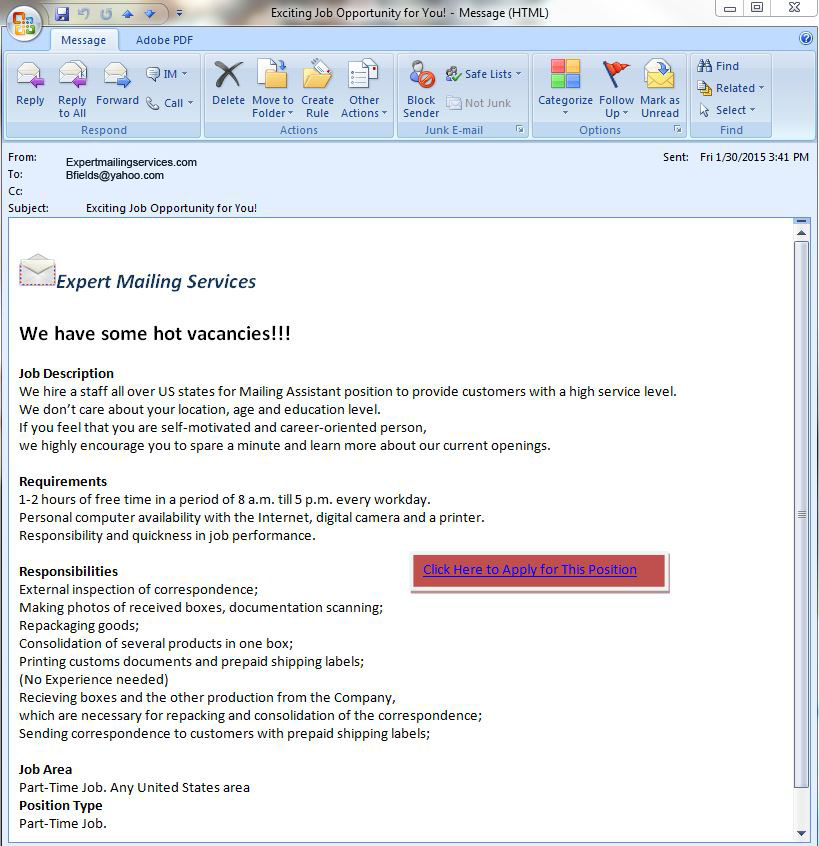 Exciting Job Opportunity for You! - Message (HTML)
Message Adobe PDF
Reply
Reply to All
Forward
IM
Call
Respond
Delete
Move to Folder
Create Rule
Other Actions
Actions
Block Sender
Safe Lists
Not Junk
Junk E-mail
Categorize
Follow Up
Mark as Unread
Options
Find
Related
Select
Find
From: Expertmailingservices.com Sent: Fri 1/30/2015 3:41 PM
To: Bfields@yahoo.com
Cc:
Subject: Exciting Job Opportunity for You!
Expert Mailing Services
We have some hot vacancies!!!
Job Description
We hire a staff all over US states for Mailing Assistant position to provide customers with a high service level.
We don't care about your location, age and education level.
If you feel that you are self-motivated and career-oriented person,
we highly encourage you to spare a minute and learn more about our current openings.
Requirements
1-2 hours of free time in a period of 8 a.m. till 5 p.m. every workday.
Personal computer availability with the Internet, digital camera and a printer.
Responsibility and quickness in job performance.
Click Here to Apply for This Position
Responsibilities
External inspection of correspondence;
Making photos of received boxes, documentation scanning;
Repackaging goods;
Consolidation of several products in one box;
Printing customs documents and prepaid shipping labels;
(No Experience needed)
Recieving boxes and the other production from the Company,
which are necessary for repacking and consolidation of the correspondence;
Sending correspondence to customers with prepaid shipping labels;
Job Area
Part-Time Job. Any United States area
Position Type
Part-Time Job.